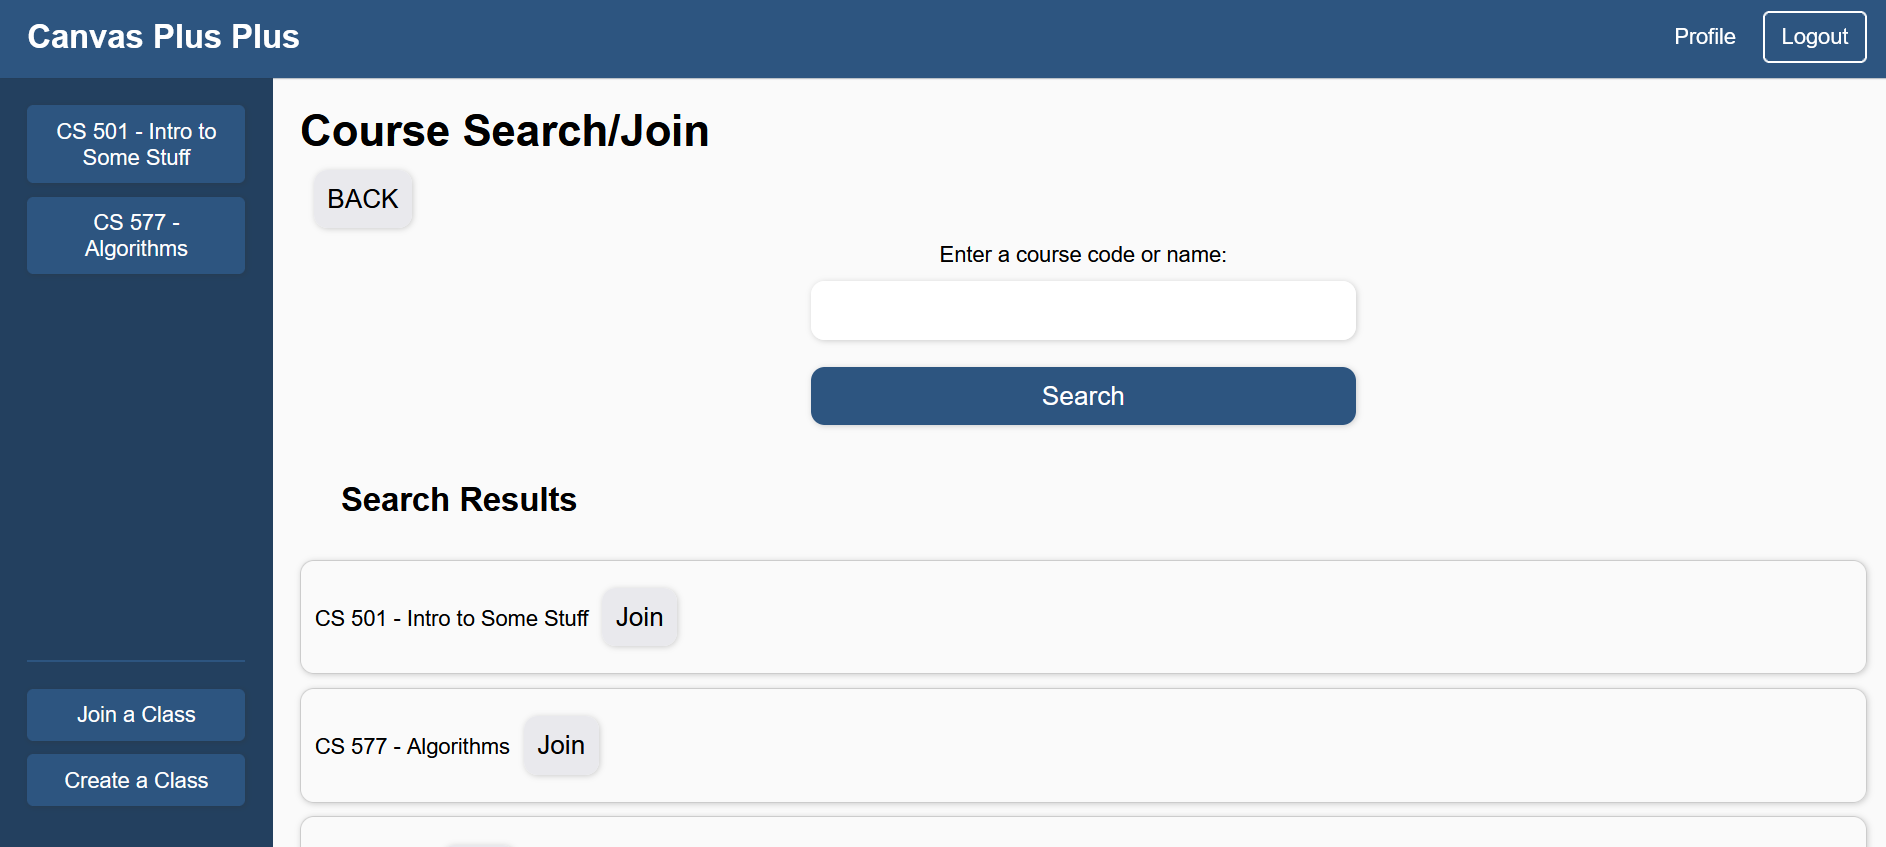 Canvas Plus Plus
Profile
Logout
CS 501 - Intro to
Some Stuff
CS 577 -
Algorithms
Join a Class
Create a Class
Course Search/Join
BACK
Enter a course code or name:
Search
Search Results
CS 501 - Intro to Some Stuff
Join
CS 577 - Algorithms
Join